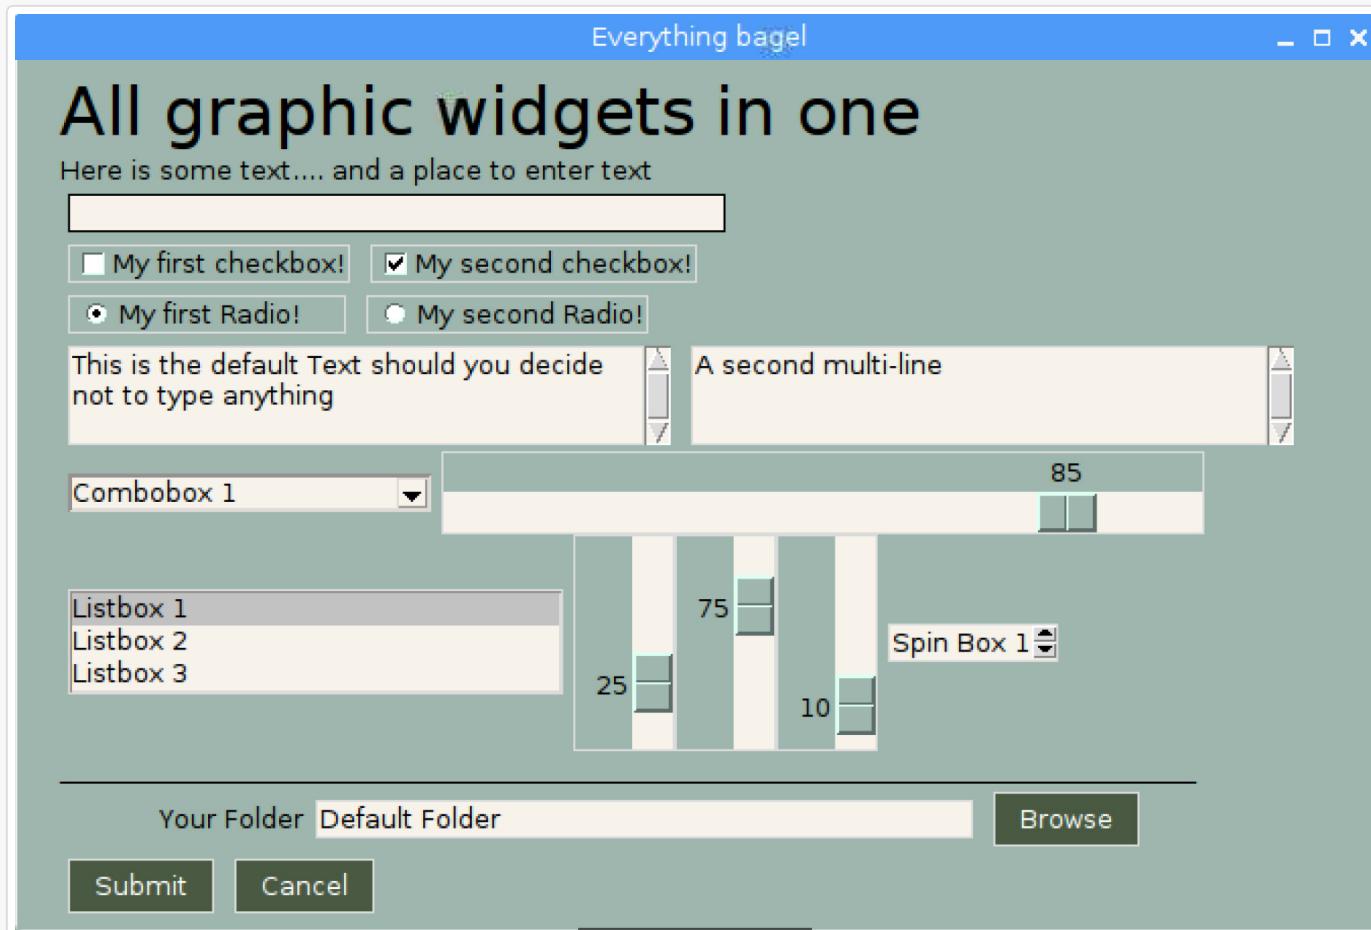 Everything bagel
All graphic widgets in one
Here is some text.... and a place to enter text
My first checkbox! My second checkbox!
My first Radio! My second Radio!
This is the default Text should you decide
not to type anything
A second multi-line
85
Combobox 1
75
Listbox 1
Listbox 2
Listbox 3
25
10
Spin Box 1
Your Folder Default Folder Browse
Submit Cancel